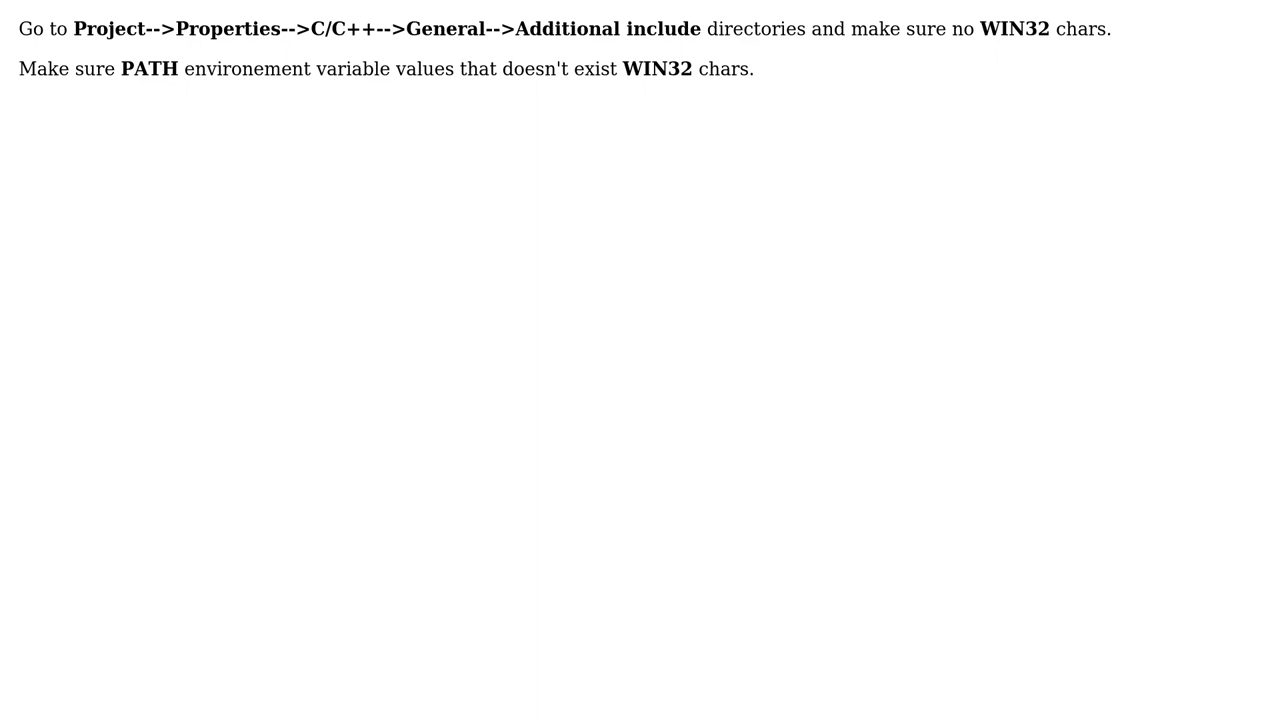 Go to Project-->Properties-->C/C++-->General-->Additional include directories and make sure no WIN32 chars.
Make sure PATH environement variable values that doesn't exist WIN32 chars.